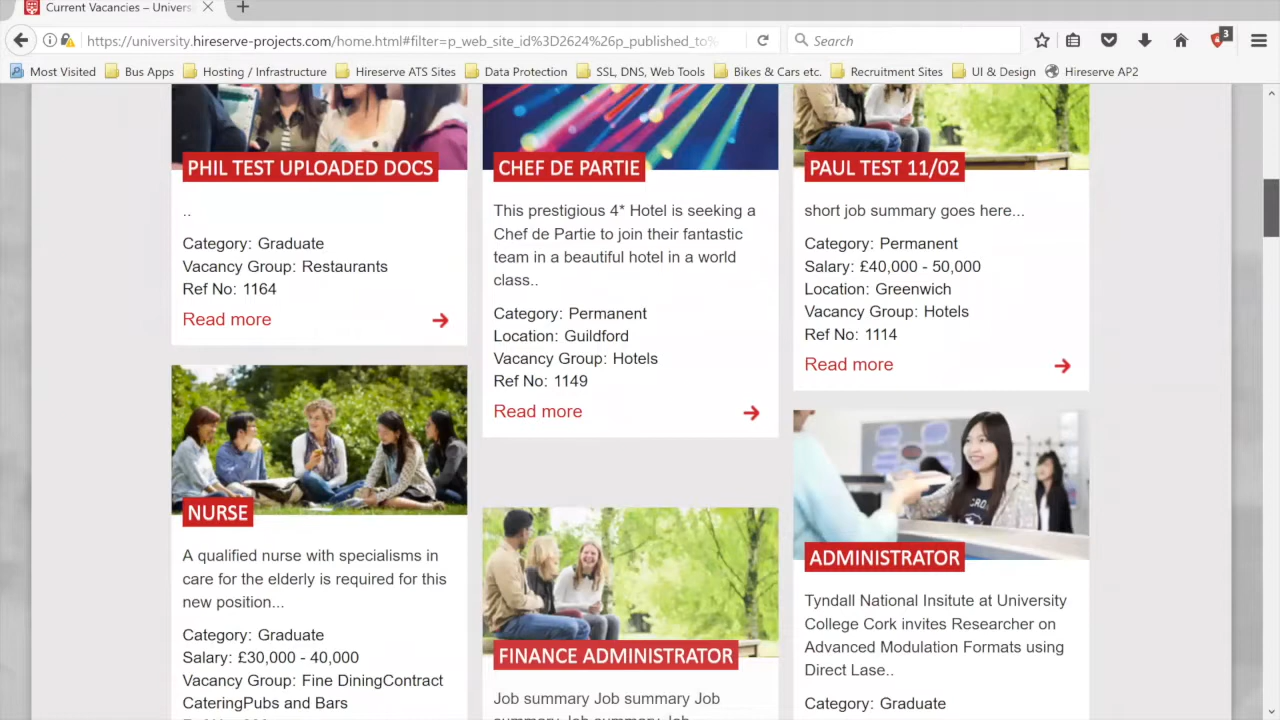 Current Vacancies – Univers
https://university.hireserve-projects.com/home.html#filter=p_web_site_id%3D2624%26p_published_to%
Search
3
Most Visited
Bus Apps
Hosting / Infrastructure
Hireserve ATS Sites
Data Protection
SSL, DNS, Web Tools
Bikes & Cars etc.
Recruitment Sites
UI & Design
Hireserve AP2
PHIL TEST UPLOADED DOCS
..
Category: Graduate
Vacancy Group: Restaurants
Ref No: 1164
Read more
CHEF DE PARTIE
This prestigious 4* Hotel is seeking a
Chef de Partie to join their fantastic
team in a beautiful hotel in a world
class..
Category: Permanent
Location: Guildford
Vacancy Group: Hotels
Ref No: 1149
Read more
PAUL TEST 11/02
short job summary goes here...
Category: Permanent
Salary: £40,000 - 50,000
Location: Greenwich
Vacancy Group: Hotels
Ref No: 1114
Read more
NURSE
A qualified nurse with specialisms in
care for the elderly is required for this
new position...
Category: Graduate
Salary: £30,000 - 40,000
Vacancy Group: Fine DiningContract
CateringPubs and Bars
FINANCE ADMINISTRATOR
Job summary Job summary Job
summary Job summary Job
ADMINISTRATOR
Tyndall National Insitute at University
College Cork invites Researcher on
Advanced Modulation Formats using
Direct Lase..
Category: Graduate